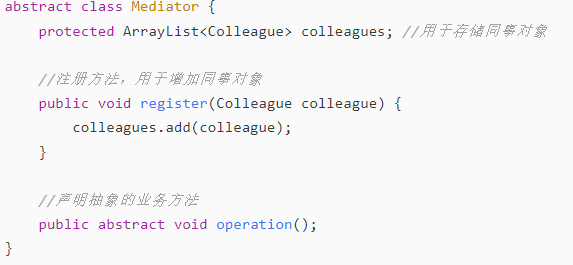 abstract class Mediator {
    protected ArrayList<Colleague> colleagues; //用于存储同事对象
    //注册方法，用于增加同事对象
    public void register(Colleague colleague) {
        colleagues.add(colleague);
    }
    //声明抽象的业务方法
    public abstract void operation();
}